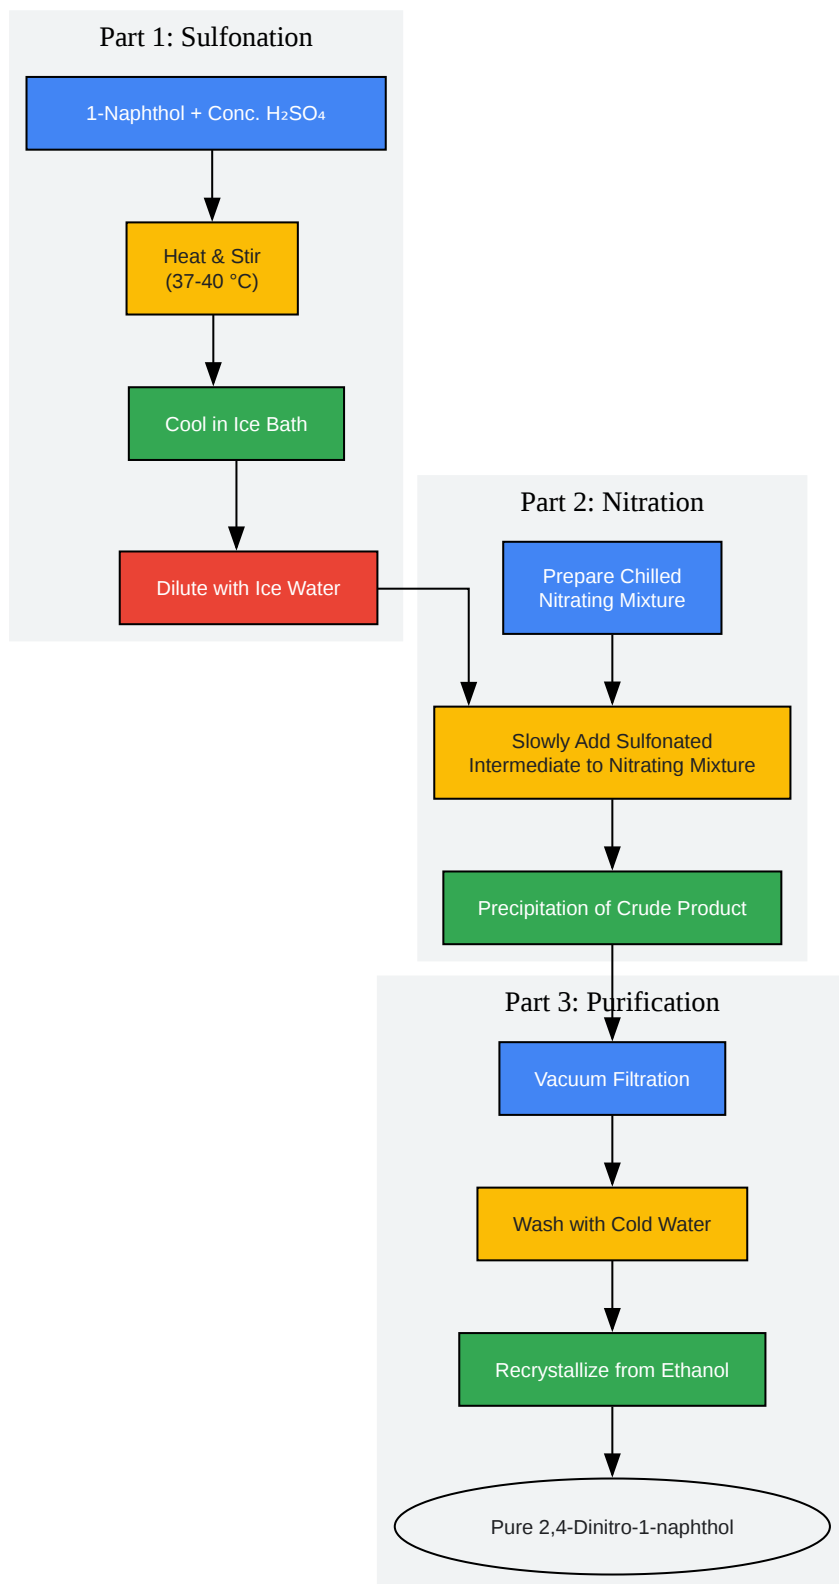 Part 1: Sulfonation
1-Naphthol + Conc. H₂SO₄
Heat & Stir
(37-40 °C)
Cool in Ice Bath
Dilute with Ice Water
Part 2: Nitration
Prepare Chilled
Nitrating Mixture
Slowly Add Sulfonated
Intermediate to Nitrating Mixture
Precipitation of Crude Product
Part 3: Purification
Vacuum Filtration
Wash with Cold Water
Recrystallize from Ethanol
Pure 2,4-Dinitro-1-naphthol